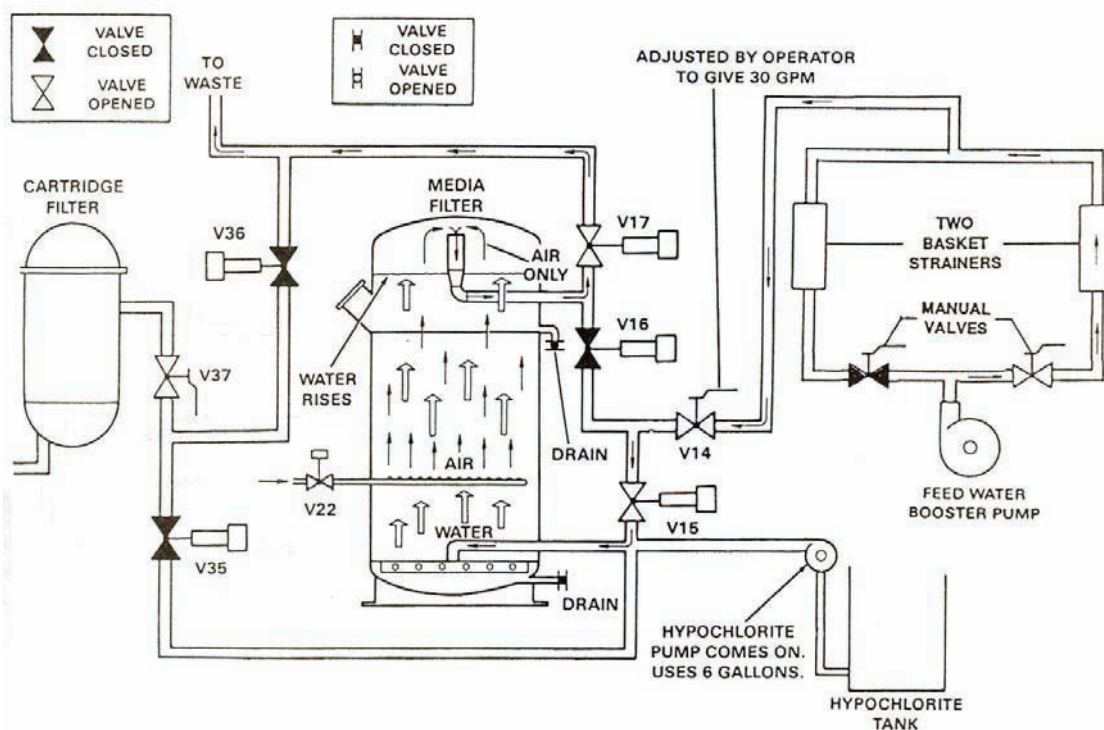 VALVE
CLOSED
VALVE
OPENED
VALVE
CLOSED
VALVE
OPENED
TO
WASTE
ADJUSTED BY OPERATOR
TO GIVE 30 GPM
CARTRIDGE
FILTER
MEDIA
FILTER
V36
V17
AIR
ONLY
TWO
BASKET
STRAINERS
V16
MANUAL
VALVES
V37
WATER
RISES
DRAIN
V14
AIR
V22
FEED WATER
BOOSTER PUMP
V15
WATER
V35
DRAIN
HYPOCHLORITE
PUMP COMES ON.
USES 6 GALLONS.
HYPOCHLORITE
TANK